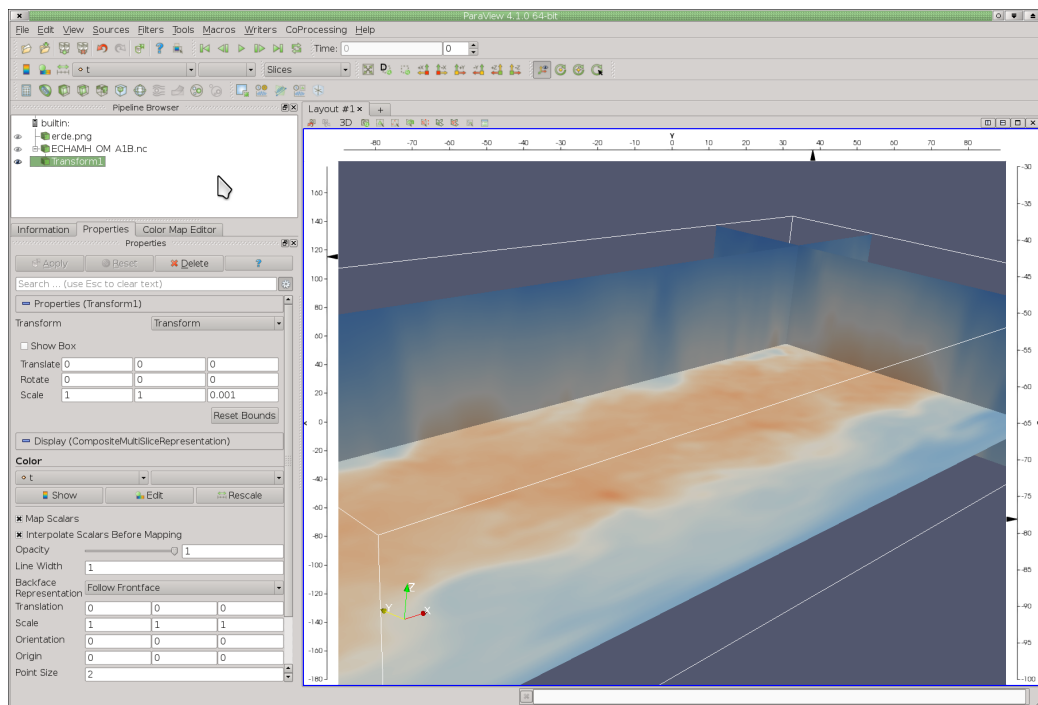 ParaView 4.1.0 64-bit
File Edit View Sources Filters Tools Macros Writers CoProcessing Help
Time: 0 0
t Slices
Pipeline Browser
builtin:
erde.png
ECHAMH_OM_A1B.nc
Transform1
Information Properties Color Map Editor
Properties
Apply Reset Delete ?
Search ... (use Esc to clear text)
Properties (Transform1)
Transform Transform
Show Box
Translate 0 0 0
Rotate 0 0 0
Scale 1 1 0.001
Reset Bounds
Display (CompositeMultiSliceRepresentation)
Color
t
Show Edit Rescale
Map Scalars
Interpolate Scalars Before Mapping
Opacity 1
Line Width 1
Backface
Representation Follow Frontface
Translation 0 0 0
Scale 1 1 1
Orientation 0 0 0
Origin 0 0 0
Point Size 2
Layout #1 +
3D
Y
-80 -70 -60 -50 -40 -30 -20 -10 0 10 20 30 40 50 60 70 80
160
140
120
100
80
60
40
20
0
-20
-40
-60
-80
-100
-120
-140
-160
-180
-30
-35
-40
-45
-50
-55
-60
-65
-70
-75
-80
-85
-90
-95
-100
Z
Y X